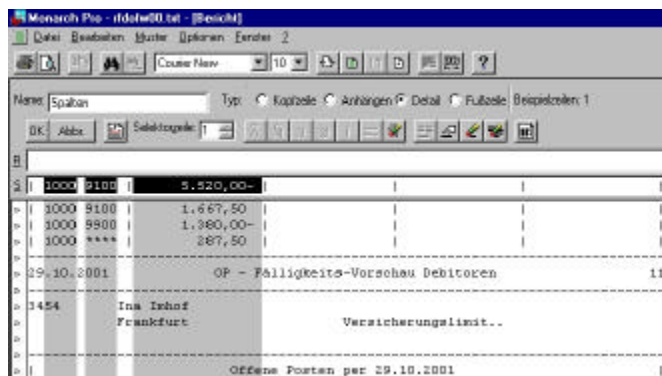 Monarch Pro - rfdofw00.txt - [Bericht]
Datei Bearbeiten Muster Optionen Fenster ?
Courier New 10
Name: Spalten Typ: Kopfzeile Anhängen Detail Fußzeile Beispielzeilen: 1
OK Abbr. Selektorzeile: 1
S | 1000 9100 | 5.520,00- | | | |
| 1000 9100 | 1.667,50 | | | |
| 1000 9900 | 1.380,00- | | | |
| 1000 **** | 287,50 | | | |
29.10.2001 OP - Fälligkeits-Vorschau Debitoren 11
3454 Ina Imhof
Frankfurt Versicherungslimit..
Offene Posten per 29.10.2001